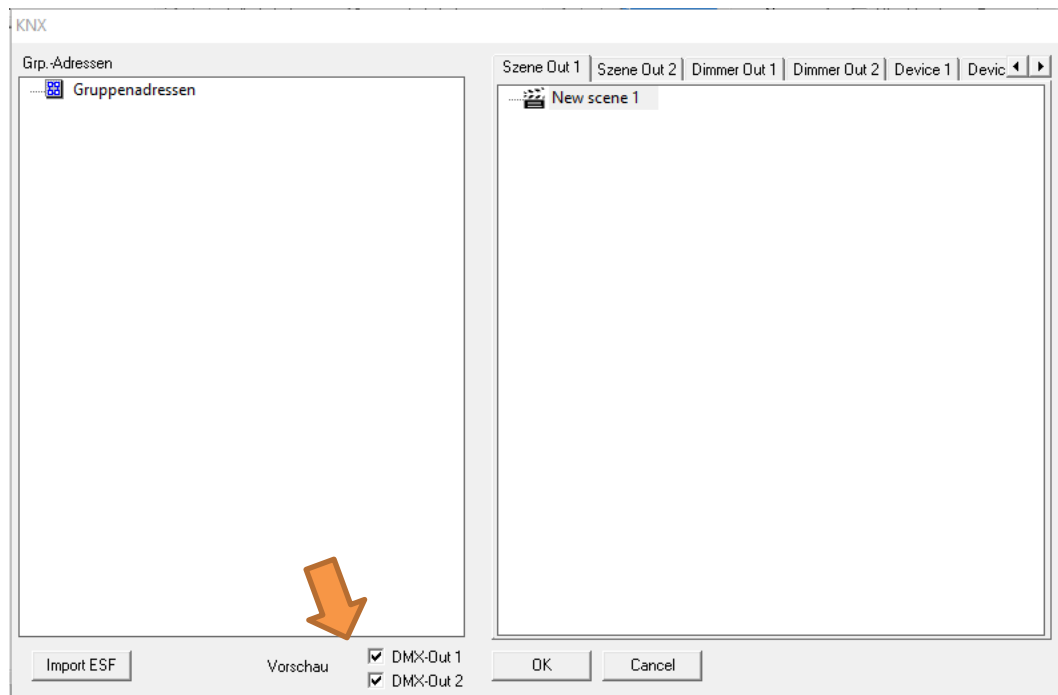 KNX
Grp.-Adressen
Gruppenadressen
Szene Out 1 Szene Out 2 Dimmer Out 1 Dimmer Out 2 Device 1 Devic
New scene 1
Import ESF
Vorschau
DMX-Out 1
DMX-Out 2
OK
Cancel